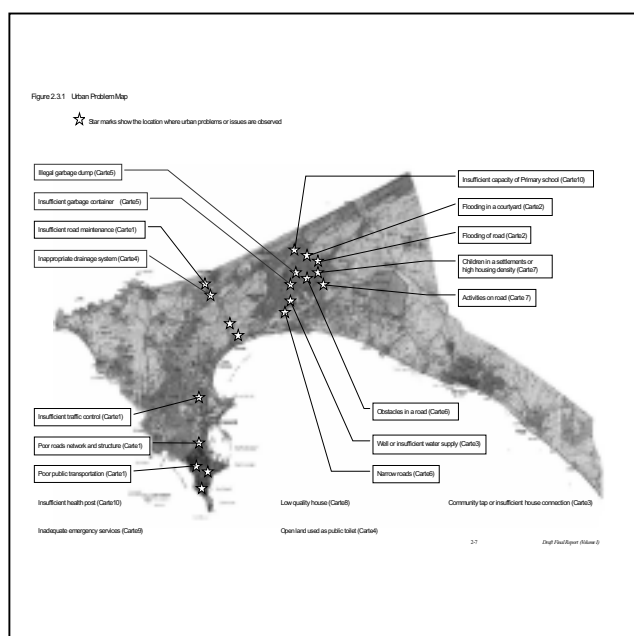 Figure 2.3.1 Urban Problem Map
Star marks show the location where urban problems or issues are observed
Illegal garbage dump (Carte5)
Insufficient garbage container (Carte5)
Insufficient road maintenance (Carte1)
Inappropriate drainage system (Carte4)
Insufficient capacity of Primary school (Carte10)
Flooding in a courtyard (Carte2)
Flooding of road (Carte2)
Children in a settlements or
high housing density (Carte7)
Activities on road (Carte 7)
Insufficient traffic control (Carte1)
Poor roads network and structure (Carte1)
Poor public transportation (Carte1)
Obstacles in a road (Carte6)
Well or insufficient water supply (Carte3)
Narrow roads (Carte6)
Insufficient health post (Carte10)
Low quality house (Carte8)
Community tap or insufficient house connection (Carte3)
Inadequate emergency services (Carte9)
Open land used as public toilet (Carte4)
2-7
Draft Final Report (Volume I)